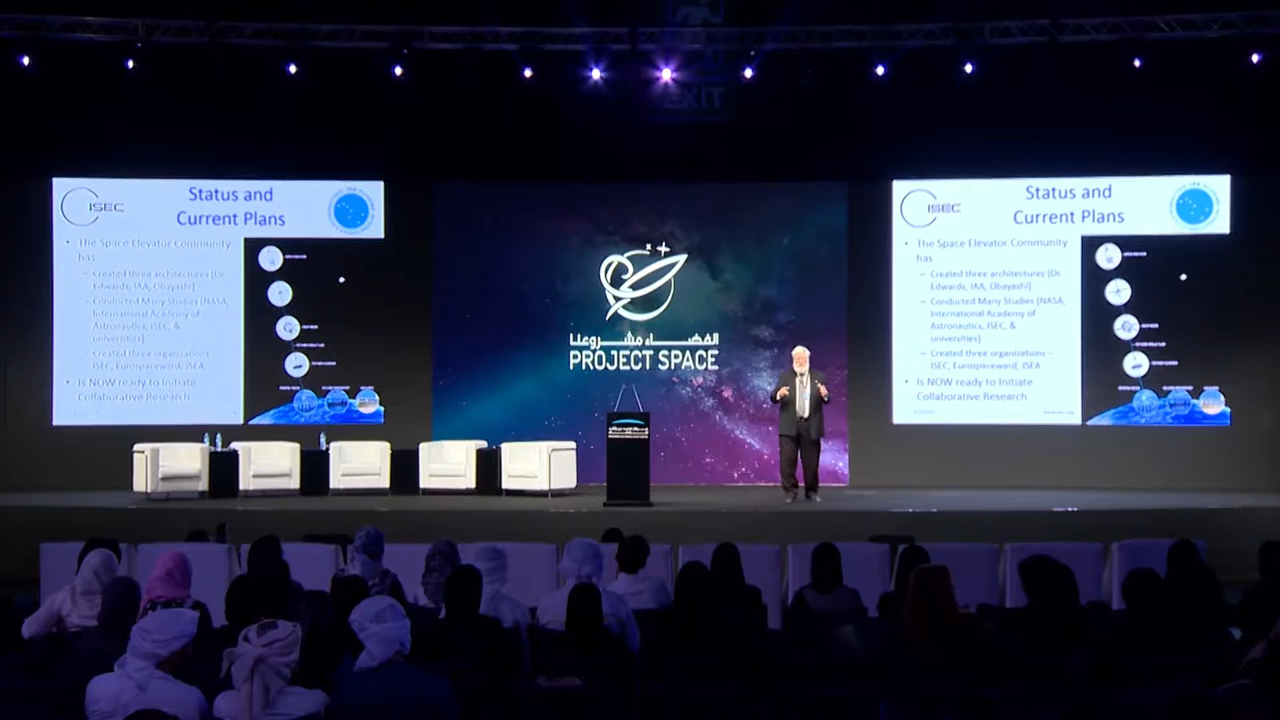 EXIT
ISEC
Status and
Current Plans
• The Space Elevator Community
has
– Created three architectures [Dr.
Edwards, IAA, Obayashi]
– Conducted Many Studies [NASA,
International Academy of
Astronautics, ISEC, &
universities]
– Created three organizations –
ISEC, Eurospaceward, JSEA
• Is NOW ready to Initiate
Collaborative Research
الفضاء مشروعنا
PROJECT SPACE
ISEC
Status and
Current Plans
• The Space Elevator Community
has
– Created three architectures [Dr.
Edwards, IAA, Obayashi]
– Conducted Many Studies [NASA,
International Academy of
Astronautics, ISEC, &
universities]
– Created three organizations –
ISEC, Eurospaceward, JSEA
• Is NOW ready to Initiate
Collaborative Research